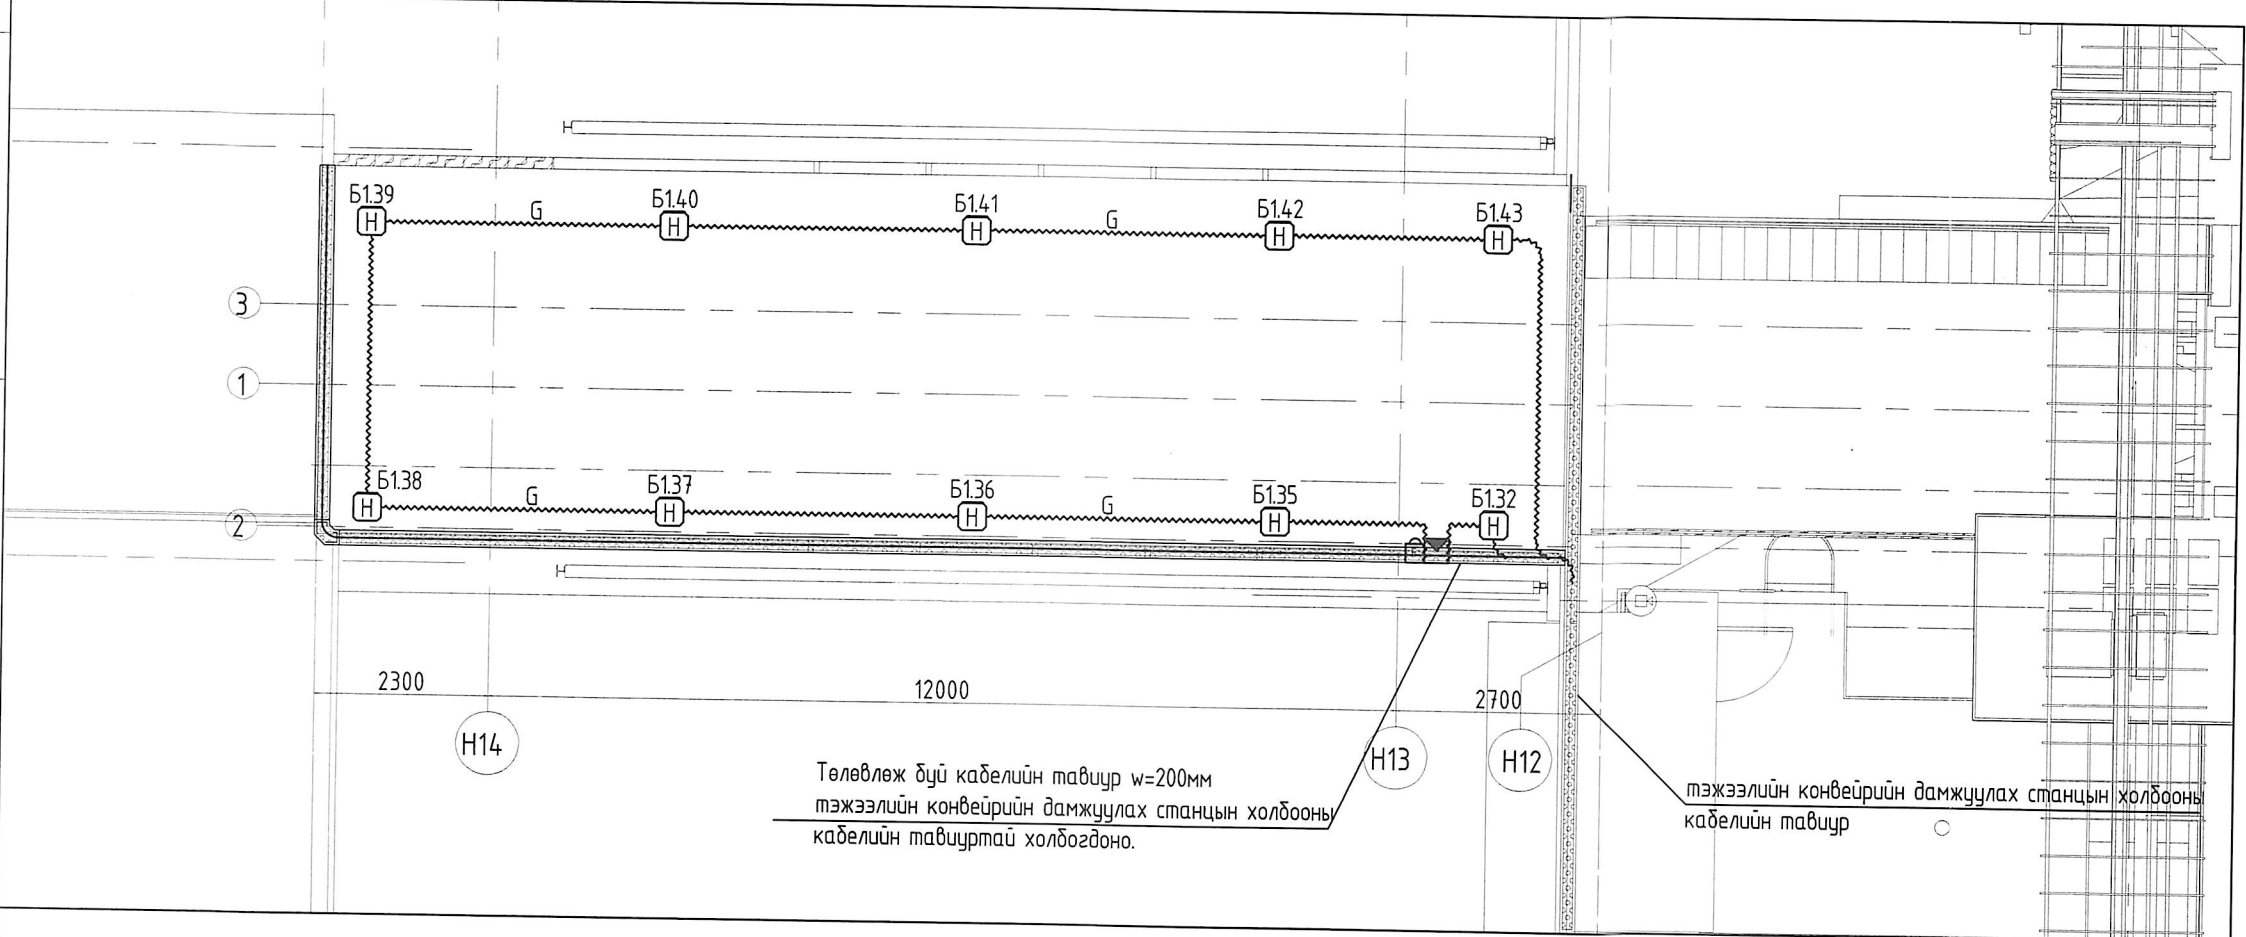 Б1.39
Б1.40
Б1.41
Б1.42
Б1.43
H
G
H
H
G
H
H
3
1
2
Б1.38
Б1.37
Б1.36
Б1.35
Б1.32
H
G
H
H
G
H
H
2300
12000
2700
H14
H13
H12
Төлөвлөж буй кабелийн тавиур w=200мм
тэжээлийн конвейрийн дамжуулах станцын холбооны
кабелийн тавиуртай холбогдоно.
тэжээлийн конвейрийн дамжуулах станцын холбооны
кабелийн тавиур